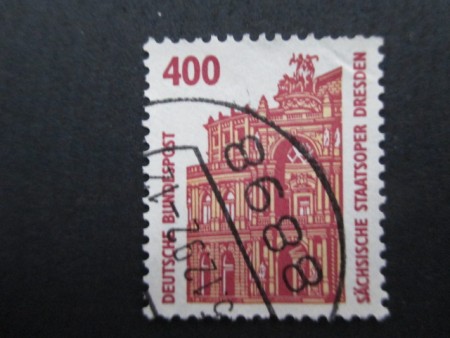 400
DEUTSCHE BUNDESPOST
SÄCHSISCHE STAATSOPER DRESDEN
8688